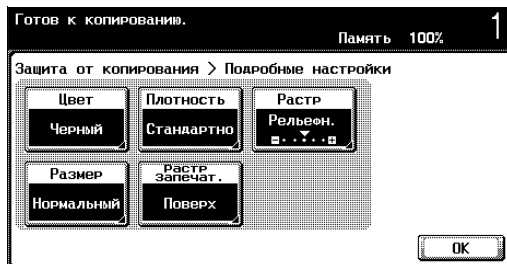 Готов к копированию.
Память 100% 1
Защита от копирования > Подробные настройки
Цвет Плотность Растр
Черный Стандартно Рельефн.
Размер Растр запечат.
Нормальный Поверх
OK